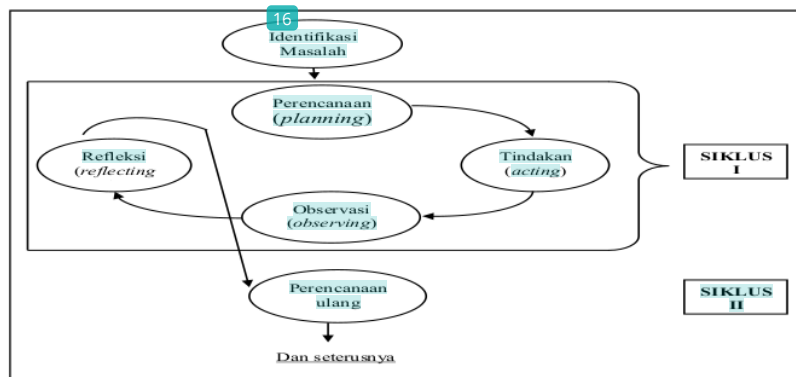 16
Identifikasi
Masalah
Perencanaan
(planning)
Refleksi
(reflecting
Tindakan
(acting)
SIKLUS
I
Observasi
(observing)
Perencanaan
ulang
SIKLUS
II
Dan seterusnya